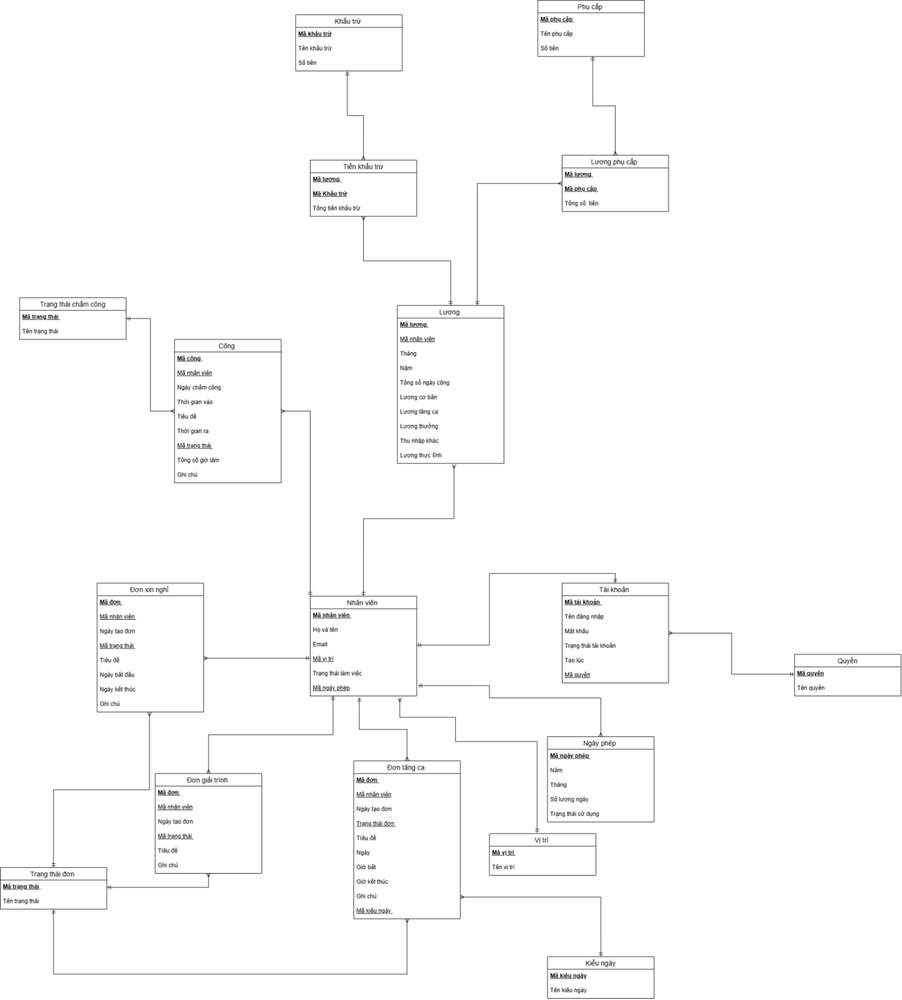 Phụ cấp
Mã phụ cấp
Tên phụ cấp
Số tiền
Khấu trừ
Mã khấu trừ
Tên khấu trừ
Số tiền
Lương phụ cấp
Mã lương
Mã phụ cấp
Tổng số tiền
Tiền khấu trừ
Mã lương
Mã Khấu trừ
Tổng tiền khấu trừ
Trạng thái chấm công
Mã trạng thái
Tên trạng thái
Lương
Mã lương
Mã nhân viên
Tháng
Năm
Tổng số ngày công
Lương cơ bản
Lương tăng ca
Lương thưởng
Thu nhập khác
Lương thực lĩnh
Công
Mã công
Mã nhân viên
Ngày chấm công
Thời gian vào
Tiêu đề
Thời gian ra
Mã trạng thái
Tổng số giờ làm
Ghi chú
Đơn xin nghỉ
Mã đơn
Mã nhân viên
Ngày tạo đơn
Mã trạng thái
TIêu đề
Ngày bắt đầu
Ngày kết thúc
Ghi chú
Nhân viên
Mã nhân viên
Họ và tên
Email
Mã vị trí
Trạng thái làm việc
Mã ngày phép
Tài khoản
Mã tài khoản
Tên đăng nhập
Mật khẩu
Trạng thái tài khoản
Tạo lúc
Mã quyền
Quyền
Mã quyền
Tên quyền
Ngày phép
Mã ngày phép
Năm
Tháng
Số lượng ngày
Trạng thái sử dụng
Đơn giải trình
Mã đơn
Mã nhân viên
Ngày tạo đơn
Mã trạng thái
TIêu đề
Ghi chú
Đơn tăng ca
Mã đơn
Mã nhân viên
Ngày tạo đơn
Trạng thái đơn
TIêu đề
Ngày
Giờ bắt
Giờ kết thúc
Ghi chú
Mã kiểu ngày
Vị trí
Mã vị trí
Tên vị trí
Trạng thái đơn
Mã trạng thái
Tên trạng thái
Kiểu ngày
Mã kiểu ngày
Tên kiểu ngày